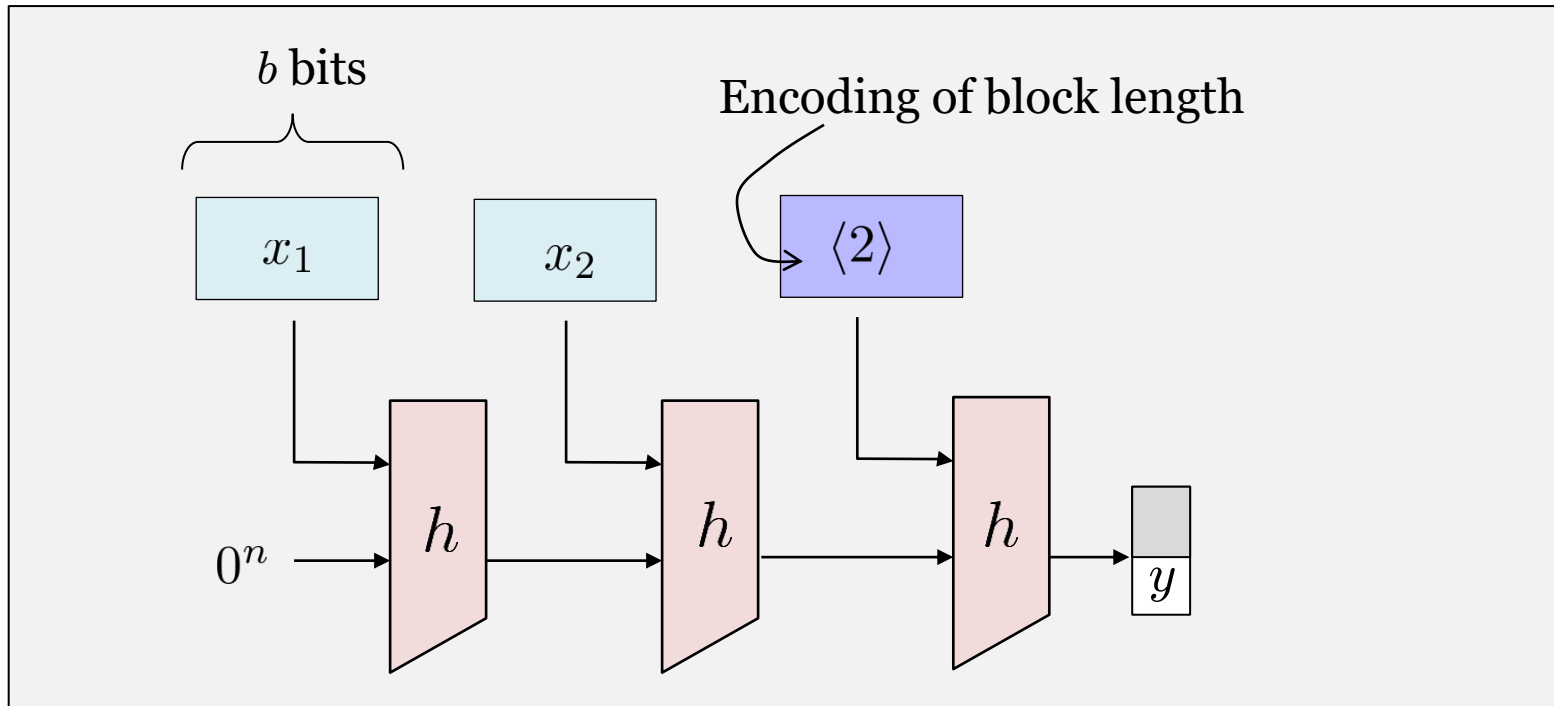 b bits
Encoding of block length
x₁
x₂
⟨2⟩
h
h
h
0ⁿ
y